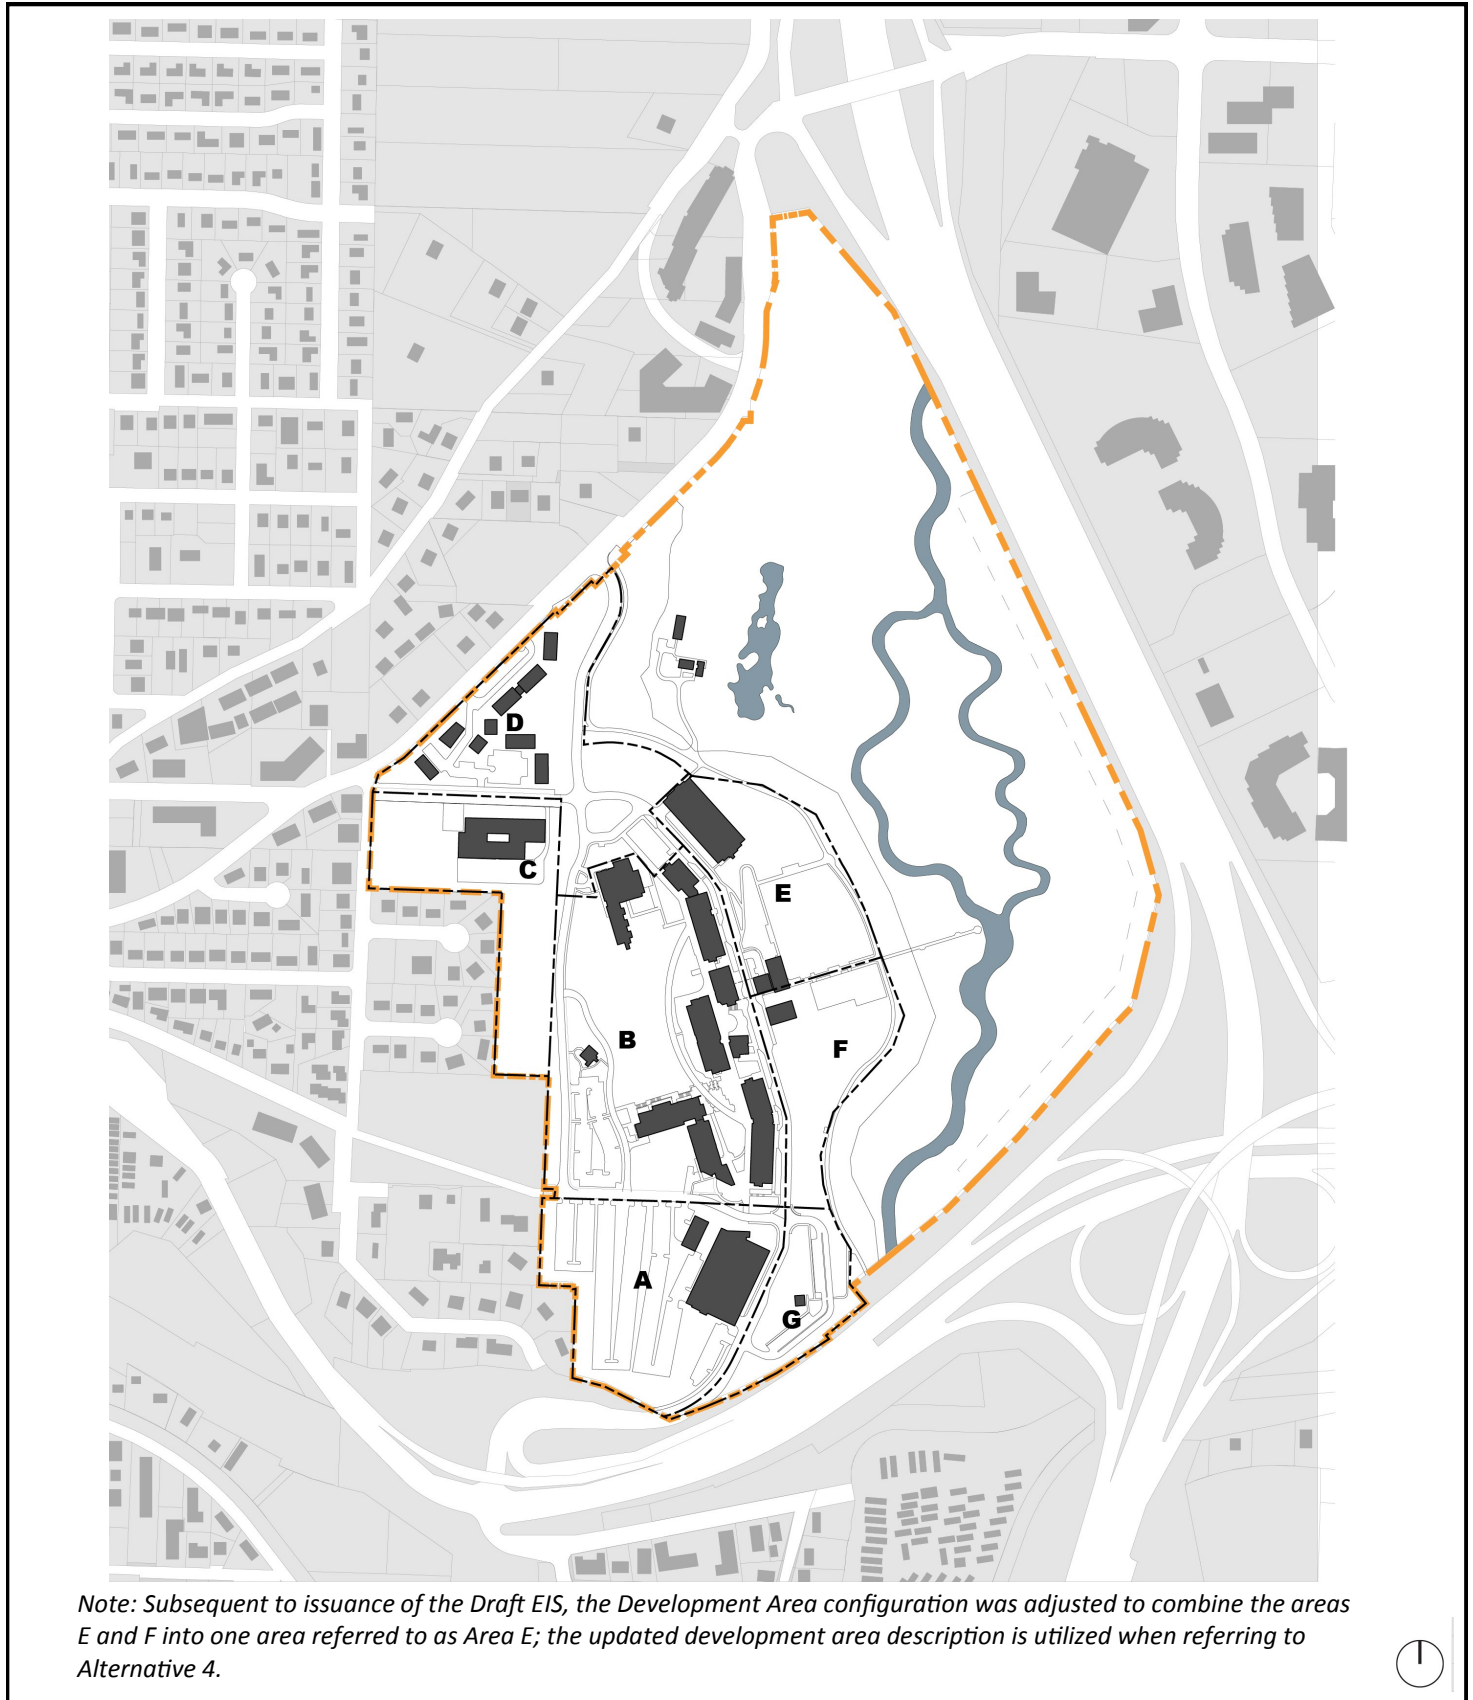 D
C
E
B
F
A
G
Note: Subsequent to issuance of the Draft EIS, the Development Area configuration was adjusted to combine the areas
E and F into one area referred to as Area E; the updated development area description is utilized when referring to
Alternative 4.